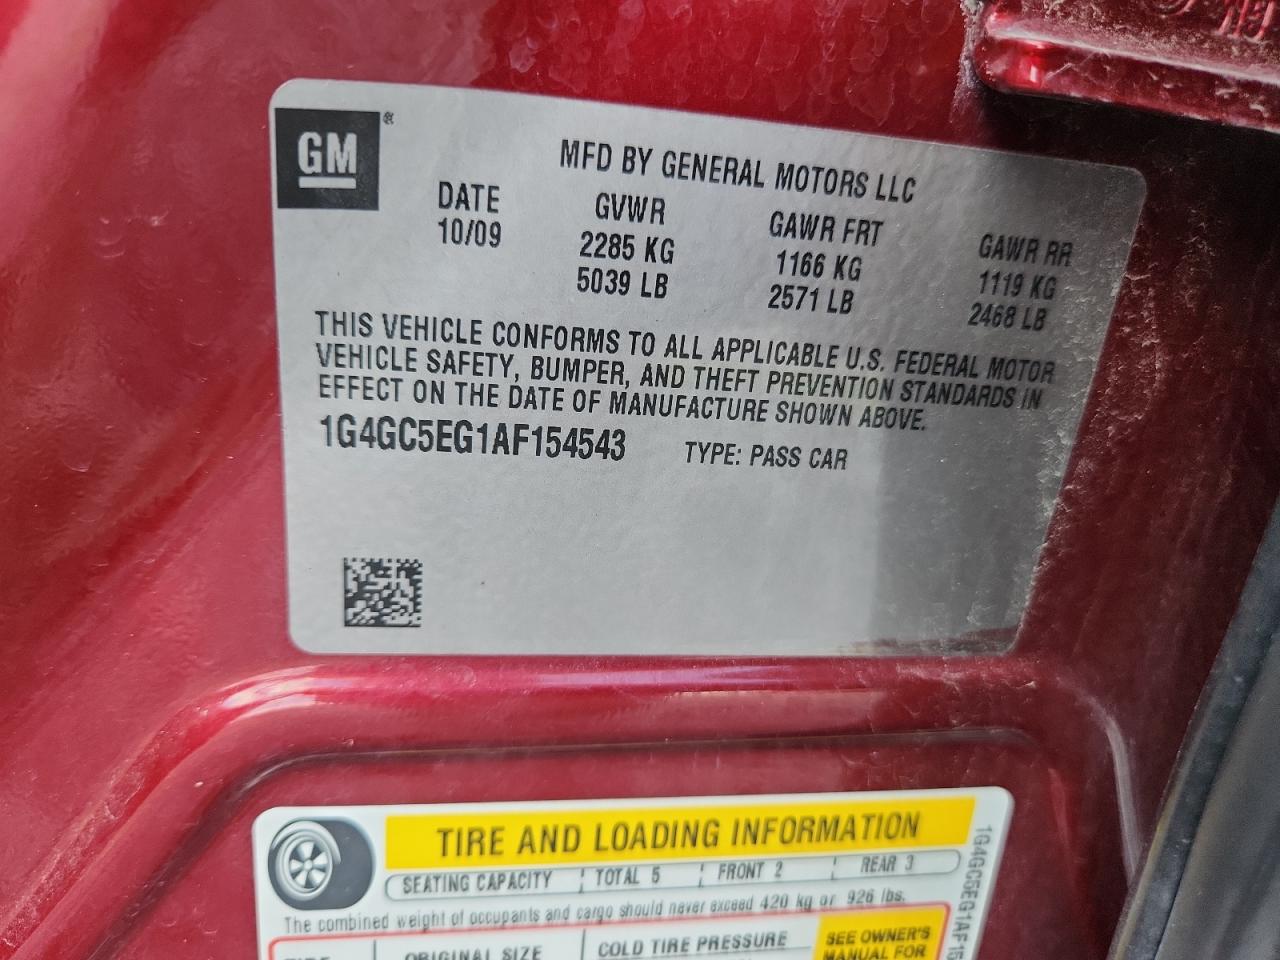 GM
MFD BY GENERAL MOTORS LLC
DATE GVWR GAWR FRT GAWR RR
10/09 2285 KG 1166 KG 1119 KG
5039 LB 2571 LB 2468 LB
THIS VEHICLE CONFORMS TO ALL APPLICABLE U.S. FEDERAL MOTOR
VEHICLE SAFETY, BUMPER, AND THEFT PREVENTION STANDARDS IN
EFFECT ON THE DATE OF MANUFACTURE SHOWN ABOVE.
1G4GC5EG1AF154543 TYPE: PASS CAR
TIRE AND LOADING INFORMATION
SEATING CAPACITY TOTAL 5 FRONT 2 REAR 3
The combined weight of occupants and cargo should never exceed 420 kg or 926 lbs.
ORIGINAL SIZE COLD TIRE PRESSURE
SEE OWNER'S
MANUAL FOR
1G4GC5EG1AF15